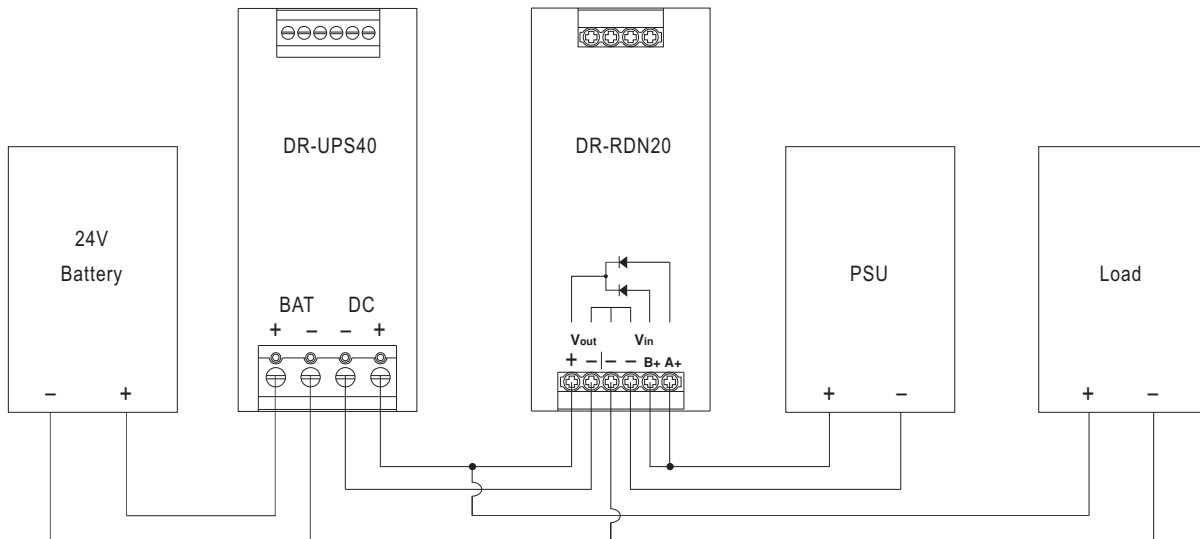 DR-UPS40
DR-RDN20
24V
Battery
PSU
Load
BAT DC
+ − − +
Vout Vin
+ − − − B+ A+
− +
+ −
+ −